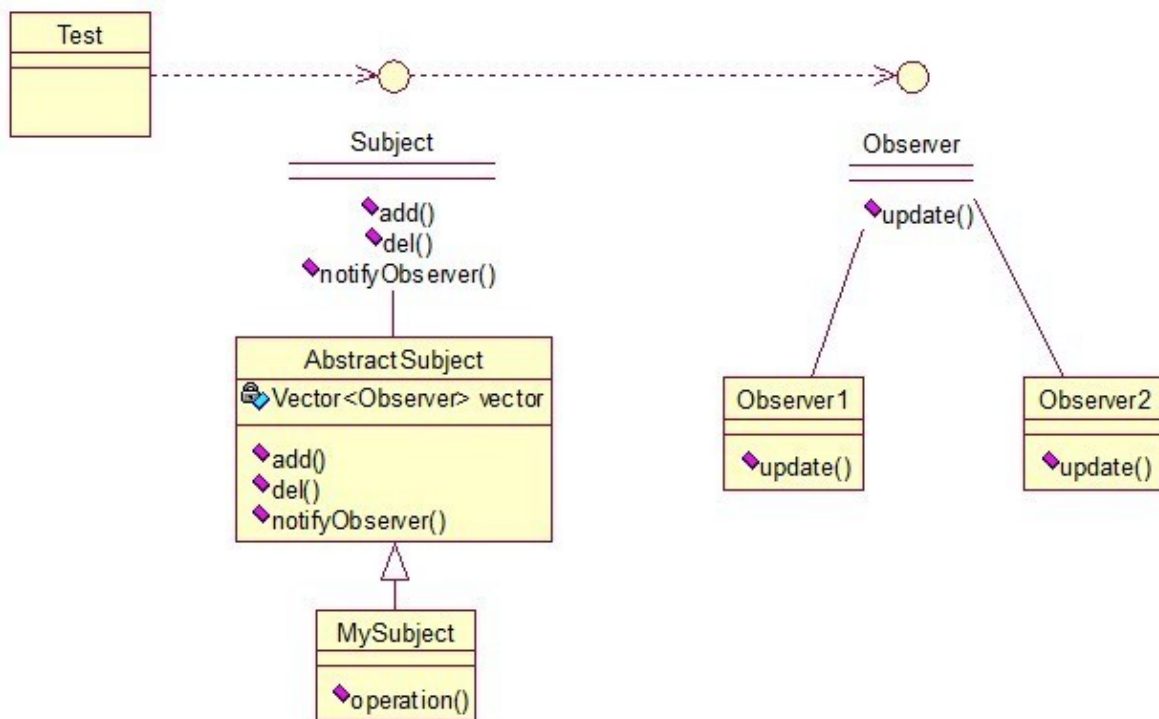 Test
Subject
add()
del()
notifyObserver()
Observer
update()
AbstractSubject
Vector<Observer> vector
add()
del()
notifyObserver()
Observer1
update()
Observer2
update()
MySubject
operation()